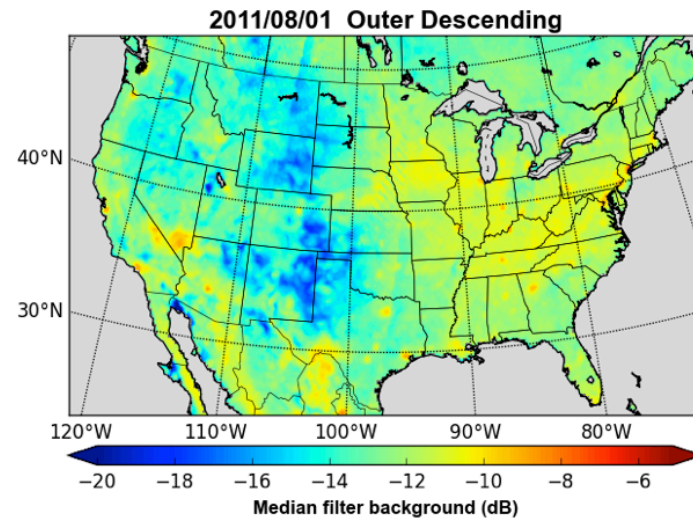 2011/08/01 Outer Descending
40°N
30°N
120°W 110°W 100°W 90°W 80°W
−20 −18 −16 −14 −12 −10 −8 −6
Median filter background (dB)